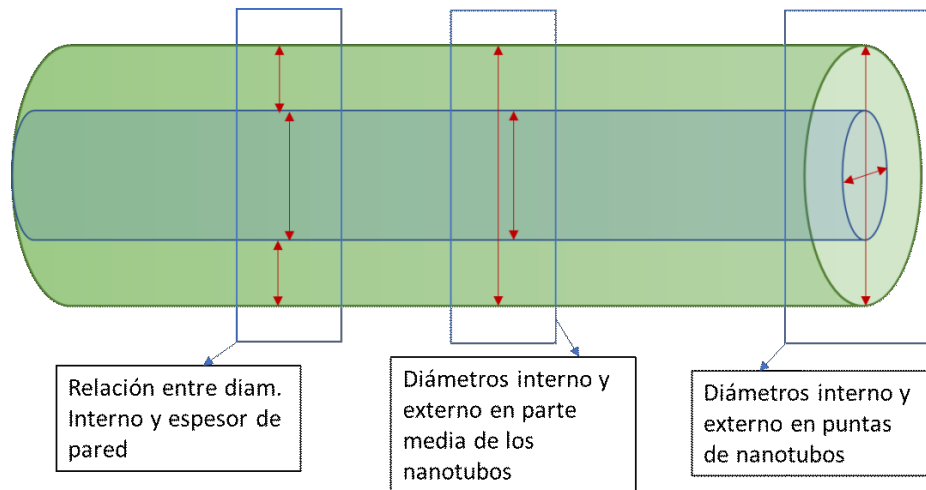 Relación entre diam.
Interno y espesor de
pared
Diámetros interno y
externo en parte
media de los
nanotubos
Diámetros interno y
externo en puntas
de nanotubos